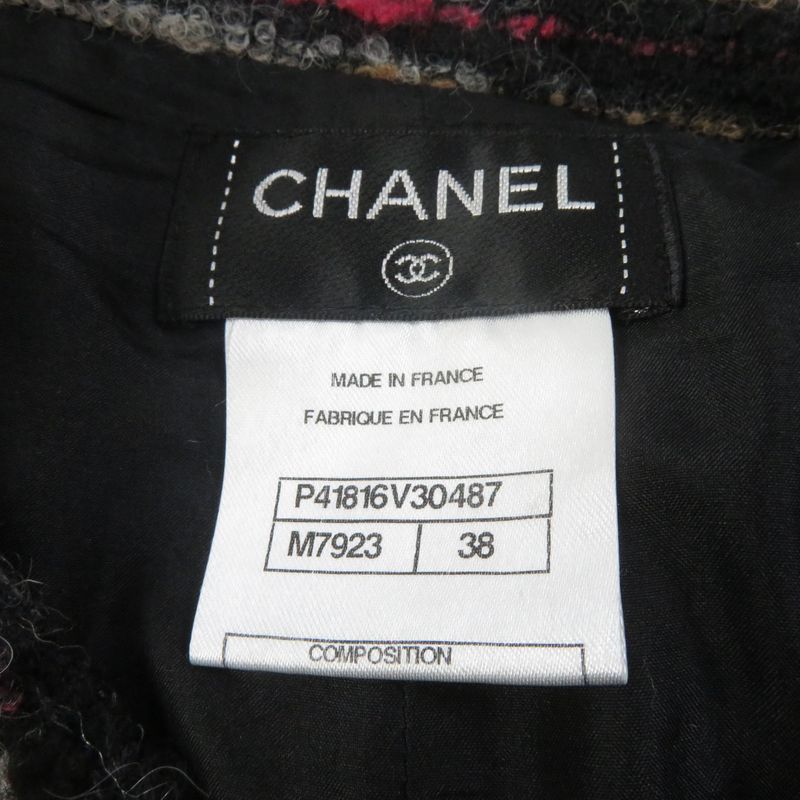 CHANEL
MADE IN FRANCE
FABRIQUE EN FRANCE
P41816V30487
M7923 38
COMPOSITION